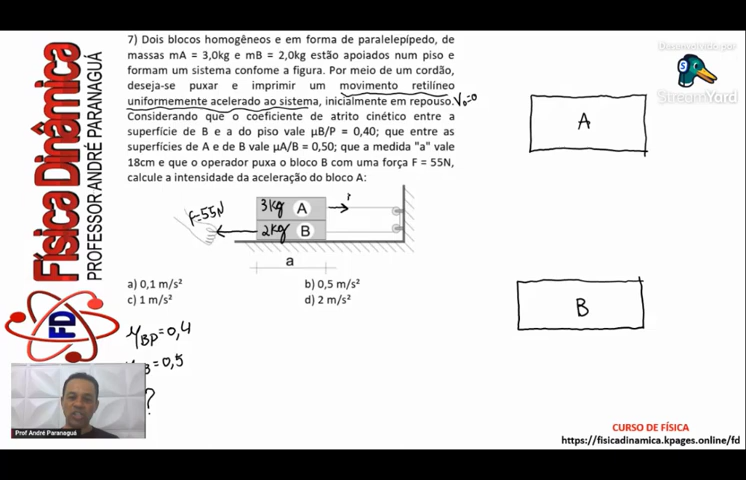 7) Dois blocos homogêneos e em forma de paralelepípedo, de
massas mA = 3,0kg e mB = 2,0kg estão apoiados num piso e
formam um sistema confome a figura. Por meio de um cordão,
deseja-se puxar e imprimir um movimento retilíneo
uniformemente acelerado ao sistema, inicialmente em repouso. V₀=0
Considerando que o coeficiente de atrito cinético entre a
superfície de B e a do piso vale μB/P = 0,40; que entre as
superfícies de A e de B vale μA/B = 0,50; que a medida "a" vale
18cm e que o operador puxa o bloco B com uma força F = 55N,
calcule a intensidade da aceleração do bloco A:
F=55N
3kg A
2kg B
a
a) 0,1 m/s² b) 0,5 m/s²
c) 1 m/s² d) 2 m/s²
μBP=0,4
B=0,5
?
A
B
Física Dinâmica
PROFESSOR ANDRÉ PARANAGUÁ
FD
Prof André Paranaguá
Desenvolvido por
S
StreamYard
CURSO DE FÍSICA
https://fisicadinamica.kpages.online/fd